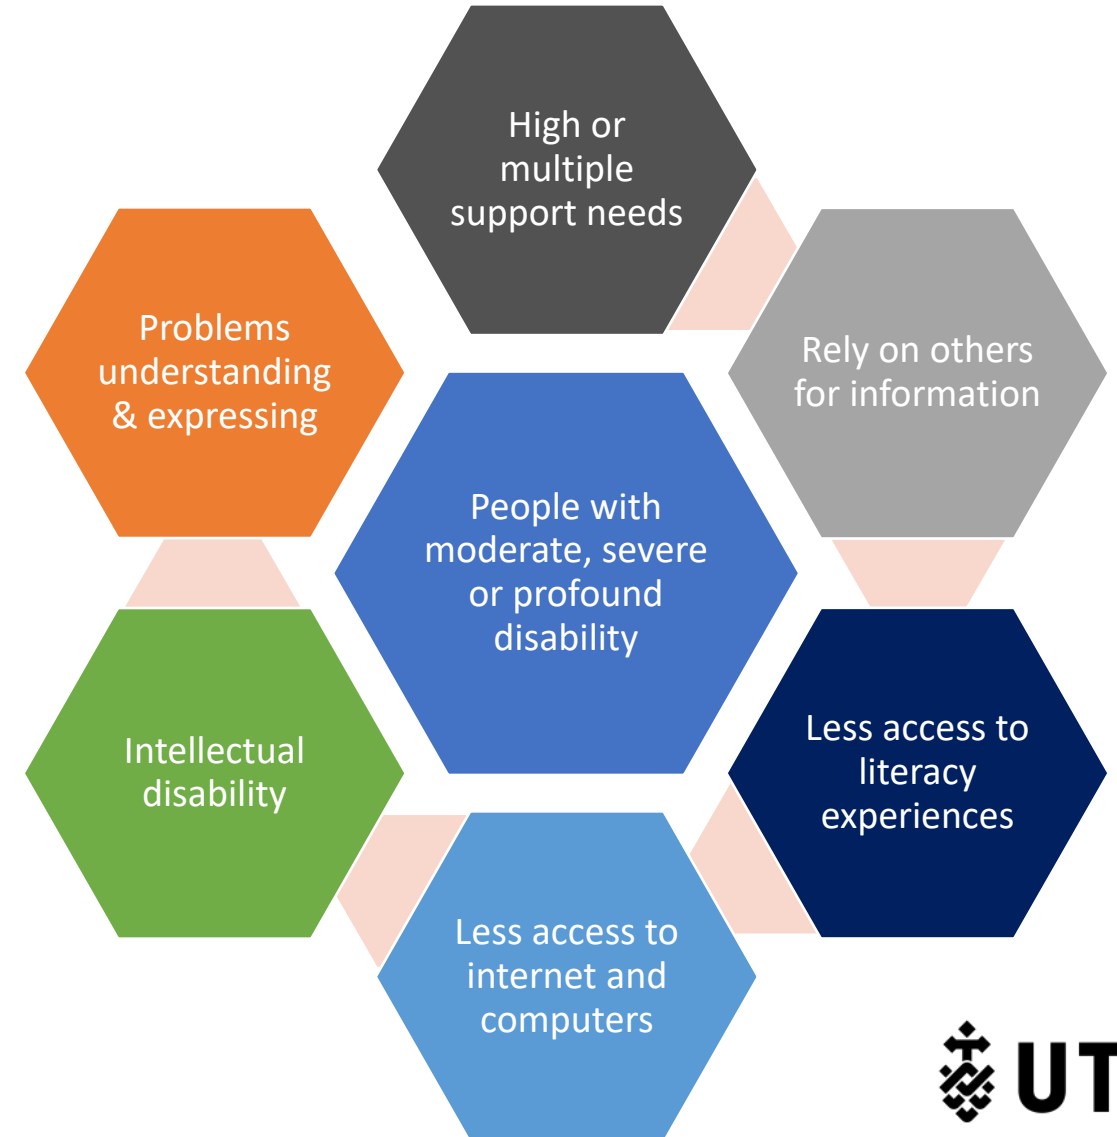 High or
multiple
support needs
Problems
understanding
& expressing
Rely on others
for information
People with
moderate, severe
or profound
disability
Intellectual
disability
Less access to
literacy
experiences
Less access to
internet and
computers
UT